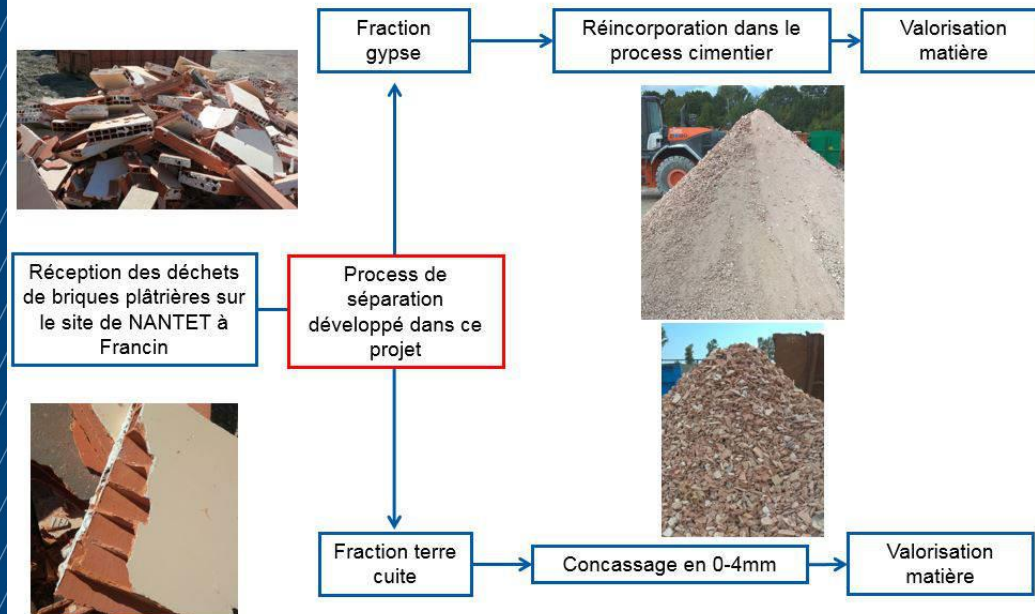 Fraction
gypse
Réincorporation dans le
process cimentier
Valorisation
matière
Réception des déchets
de briques plâtrières sur
le site de NANTET à
Francin
Process de
séparation
développé dans ce
projet
Fraction terre
cuite
Concassage en 0-4mm
Valorisation
matière